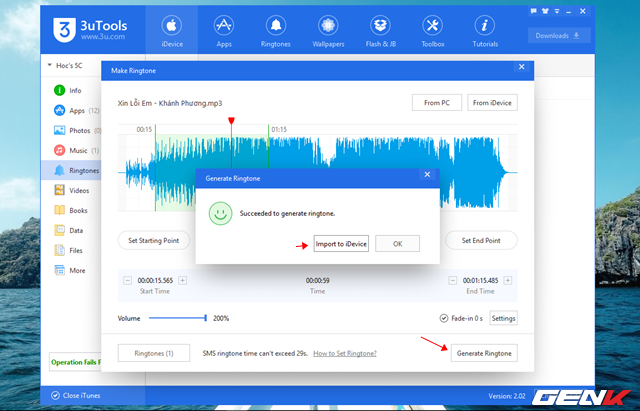 3uTools
www.3u.com
iDevice
Apps
Ringtones
Wallpapers
Flash & JB
Toolbox
Tutorials
Downloads
Hoc's 5C
Info
Apps (12)
Photos (0)
Music (1)
Ringtones
Videos
Books
Data
Files
More
Make Ringtone
Xin Lỗi Em - Khánh Phương.mp3
From PC
From iDevice
00:15
01:15
Generate Ringtone
Succeeded to generate ringtone.
Import to iDevice
OK
Set Starting Point
Set End Point
00:00:15.565
00:00:59
00:01:15.485
Start Time
Time
End Time
Volume
200%
Fade-in 0 s
Settings
Ringtones (1)
SMS ringtone time can't exceed 29s.
How to Set Ringtone?
Generate Ringtone
Operation Fails
Close iTunes
Version: 2.02
GENK